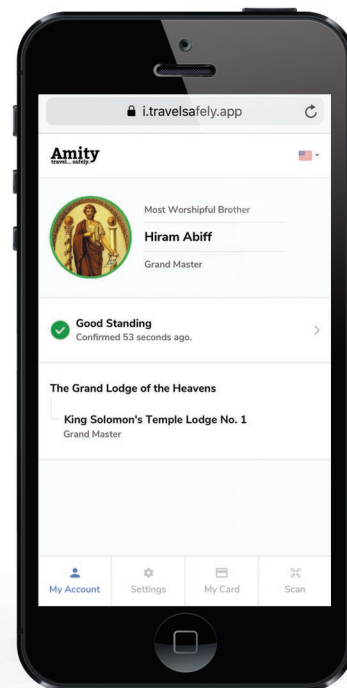 i.travelsafely.app
Amity
travel... safely.
Most Worshipful Brother
Hiram Abiff
Grand Master
Good Standing
Confirmed 53 seconds ago.
The Grand Lodge of the Heavens
King Solomon's Temple Lodge No. 1
Grand Master
My Account
Settings
My Card
Scan